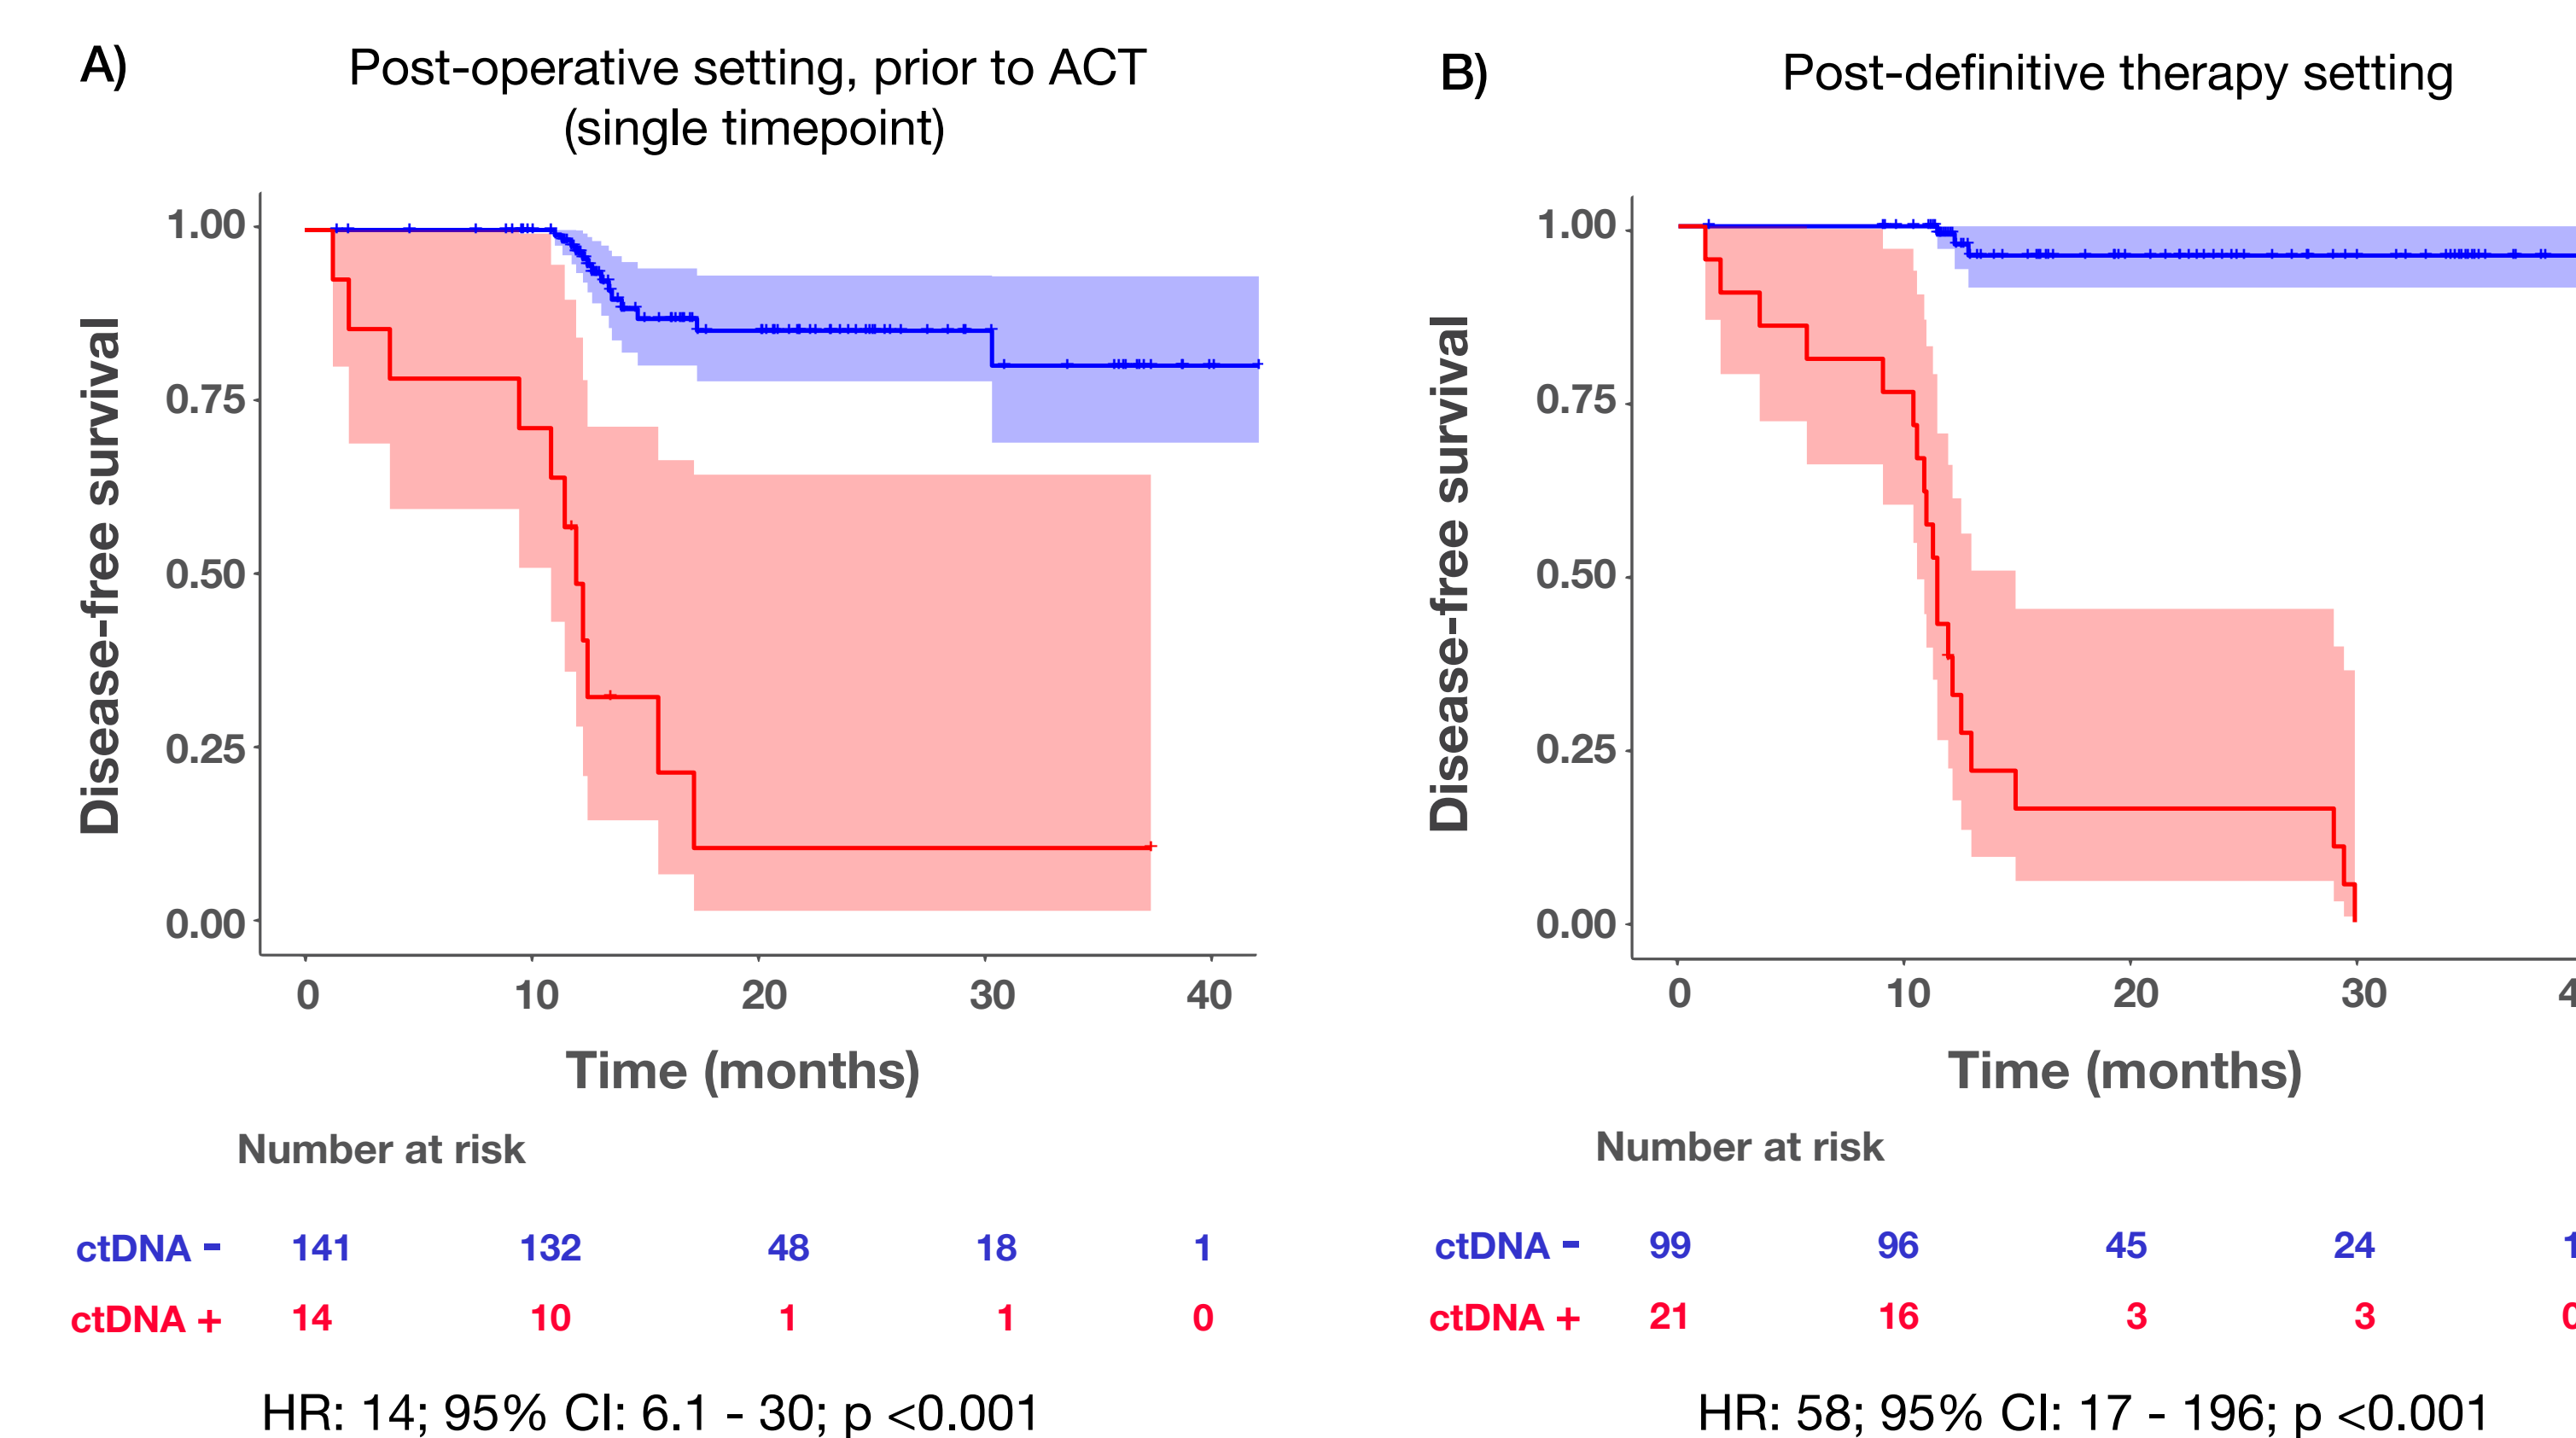 A)
Post-operative setting, prior to ACT
(single timepoint)
Disease-free survival
1.00
0.75
0.50
0.25
0.00
0 10 20 30 40
Time (months)
Number at risk
ctDNA - 141 132 48 18 1
ctDNA + 14 10 1 1 0
HR: 14; 95% CI: 6.1 - 30; p <0.001
B)
Post-definitive therapy setting
Disease-free survival
1.00
0.75
0.50
0.25
0.00
0 10 20 30
Time (months)
Number at risk
ctDNA - 99 96 45 24
ctDNA + 21 16 3 3
HR: 58; 95% CI: 17 - 196; p <0.001